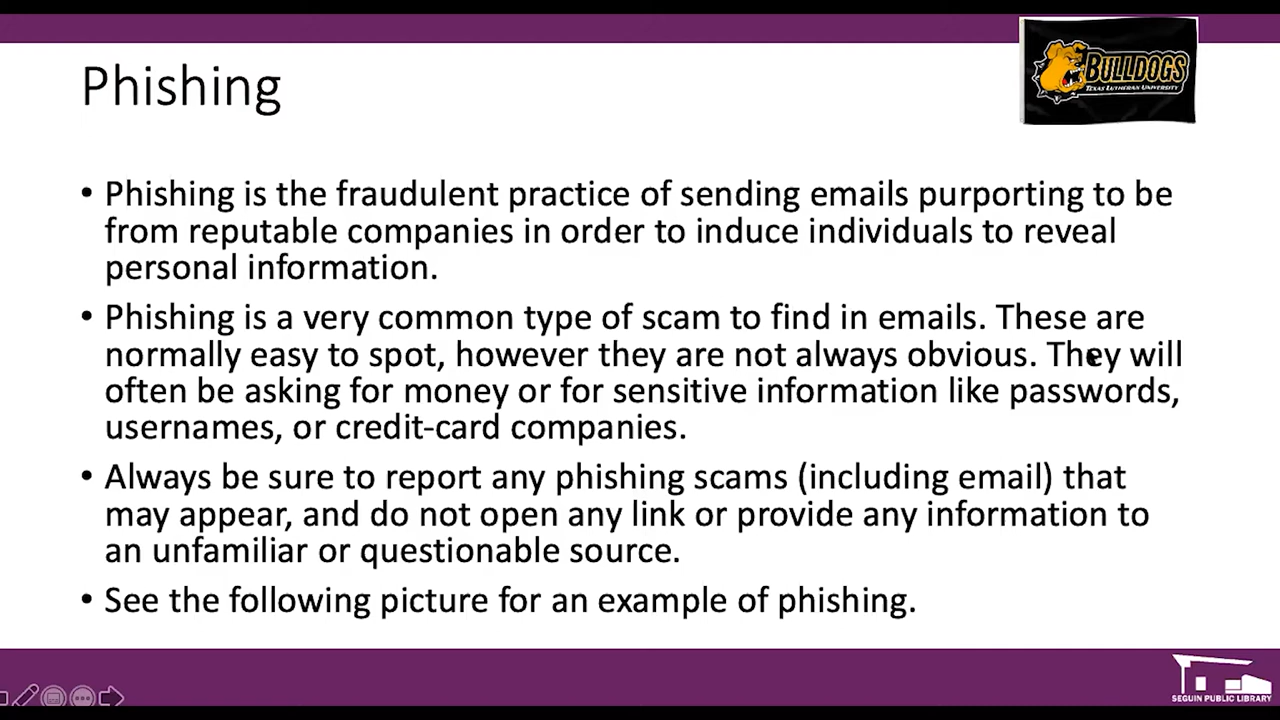 BULLDOGS
TEXAS LUTHERAN UNIVERSITY
Phishing
• Phishing is the fraudulent practice of sending emails purporting to be
from reputable companies in order to induce individuals to reveal
personal information.
• Phishing is a very common type of scam to find in emails. These are
normally easy to spot, however they are not always obvious. They will
often be asking for money or for sensitive information like passwords,
usernames, or credit-card companies.
• Always be sure to report any phishing scams (including email) that
may appear, and do not open any link or provide any information to
an unfamiliar or questionable source.
• See the following picture for an example of phishing.
SEGUIN PUBLIC LIBRARY